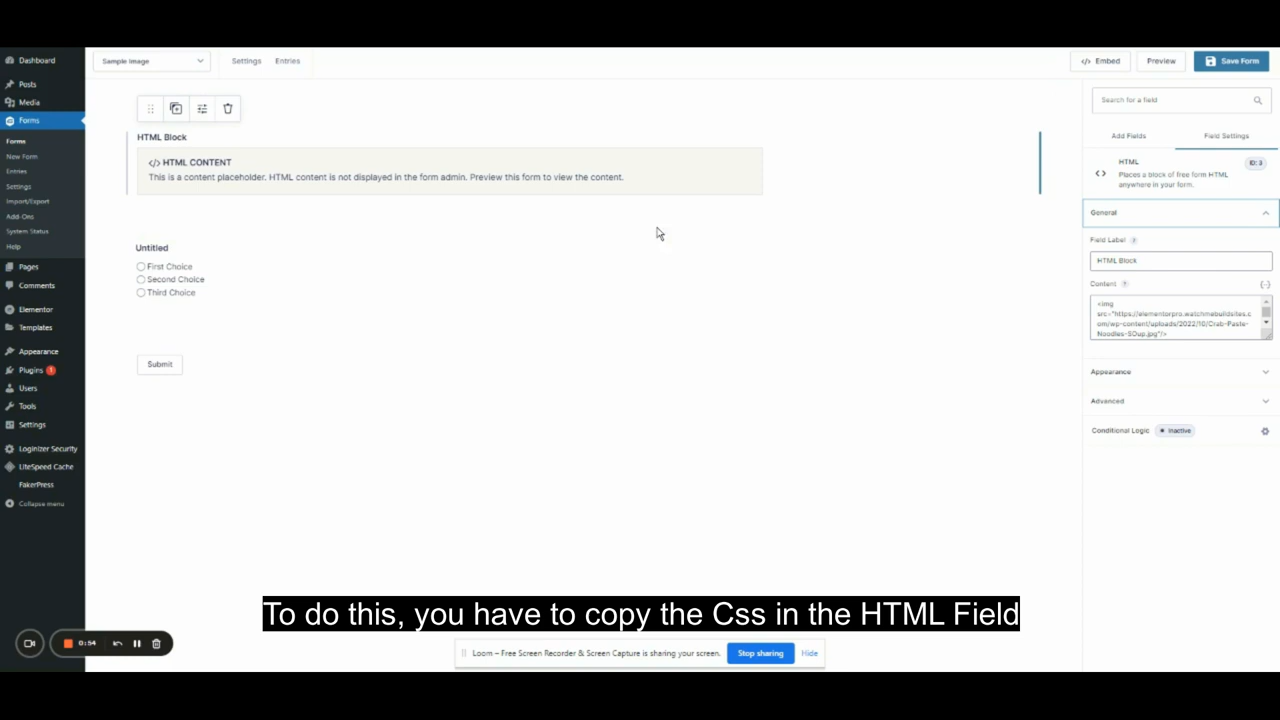 Dashboard
Posts
Media
Forms
Forms
New Form
Entries
Settings
Import/Export
Add-Ons
System Status
Help
Pages
Comments
Elementor
Templates
Appearance
Plugins 1
Users
Tools
Settings
Loginizer Security
LiteSpeed Cache
FakerPress
Collapse menu
Sample Image
Settings
Entries
</> Embed
Preview
Save Form
HTML Block
</> HTML CONTENT
This is a content placeholder. HTML content is not displayed in the form admin. Preview this form to view the content.
Untitled
First Choice
Second Choice
Third Choice
Submit
Search for a field
Add Fields
Field Settings
HTML
ID: 3
Places a block of free form HTML
anywhere in your form.
General
Field Label ?
HTML Block
Content ?
{-}
<img
src="https://elementorpro.watchmebuildsites.c
om/wp-content/uploads/2022/10/Crab-Paste-
Noodles-SOup.jpg"/>
Appearance
Advanced
Conditional Logic
Inactive
To do this, you have to copy the Css in the HTML Field
0:54
Loom – Free Screen Recorder & Screen Capture is sharing your screen.
Stop sharing
Hide